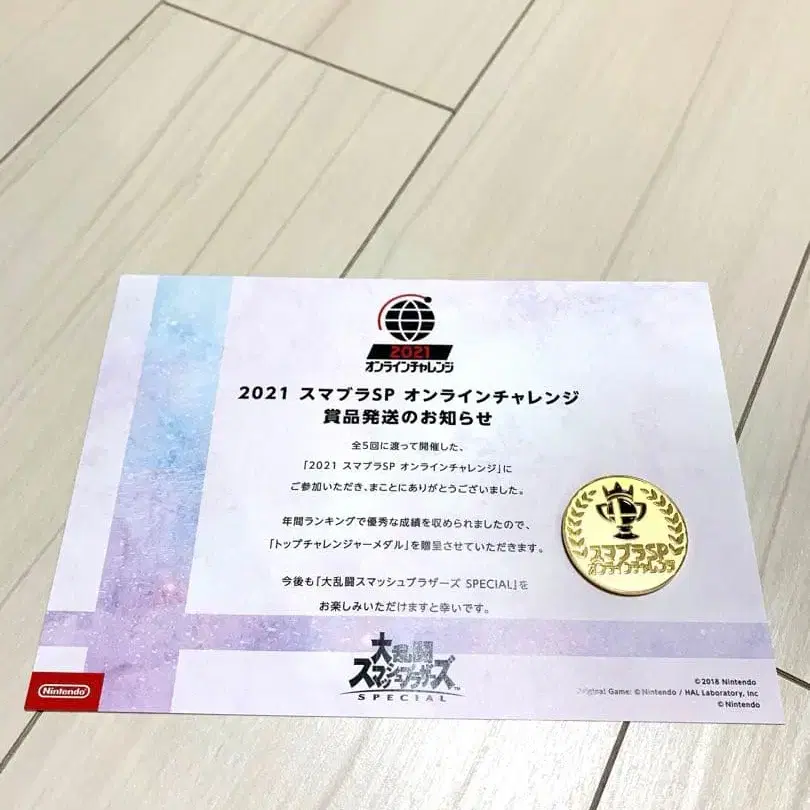 2021
オンラインチャレンジ
2021 スマブラSP オンラインチャレンジ
賞品発送のお知らせ
全5回に渡って開催した、
「2021 スマブラSP オンラインチャレンジ」に
ご参加いただき、まことにありがとうございました。
年間ランキングで優秀な成績を収められましたので、
「トップチャレンジャーメダル」を贈呈させていただきます。
今後も「大乱闘スマッシュブラザーズ SPECIAL」を
お楽しみいただけますと幸いです。
スマブラSP
オンラインチャレンジ
大乱闘
スマッシュブラザーズ
SPECIAL
Nintendo
©2018 Nintendo
Original Game: © Nintendo / HAL Laboratory, Inc
© Nintendo